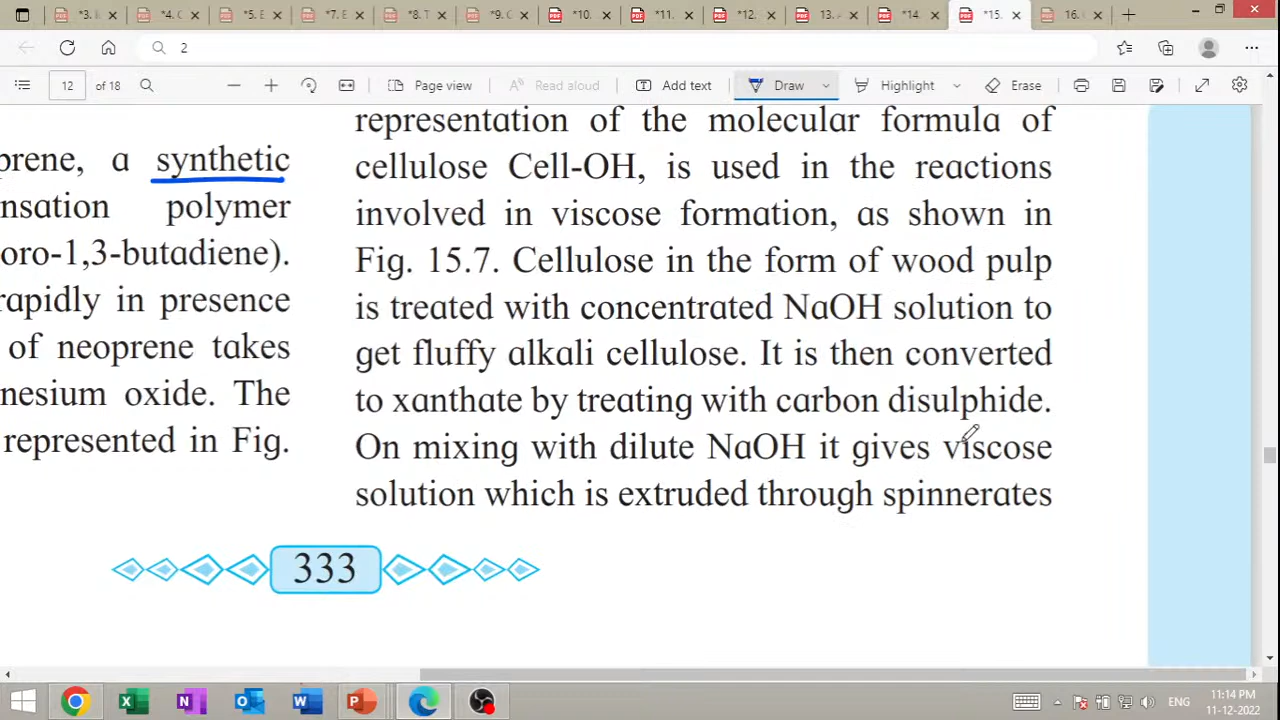 *3. E
*4. C
*5. E
*7. E
*8. T
*9. C
*10.
*11.
*12.
13. A
*14.
*15.
16. C
2
12 of 18
Page view
Read aloud
Add text
Draw
Highlight
Erase
prene, a synthetic
nsation polymer
oro-1,3-butadiene).
rapidly in presence
of neoprene takes
nesium oxide. The
represented in Fig.
representation of the molecular formula of
cellulose Cell-OH, is used in the reactions
involved in viscose formation, as shown in
Fig. 15.7. Cellulose in the form of wood pulp
is treated with concentrated NaOH solution to
get fluffy alkali cellulose. It is then converted
to xanthate by treating with carbon disulphide.
On mixing with dilute NaOH it gives viscose
solution which is extruded through spinnerates
333
ENG
11:14 PM
11-12-2022